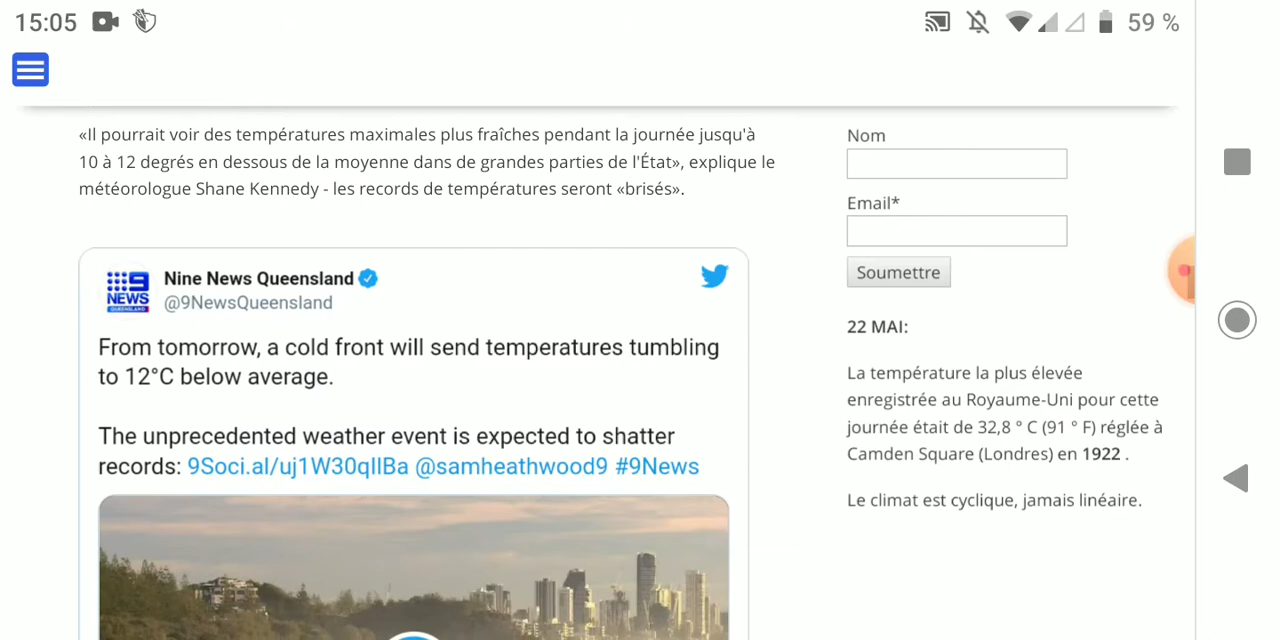 15:05
59 %
«Il pourrait voir des températures maximales plus fraîches pendant la journée jusqu'à
10 à 12 degrés en dessous de la moyenne dans de grandes parties de l'État», explique le
météorologue Shane Kennedy - les records de températures seront «brisés».
9
NEWS
QUEENSLAND
Nine News Queensland
@9NewsQueensland
From tomorrow, a cold front will send temperatures tumbling
to 12°C below average.
The unprecedented weather event is expected to shatter
records: 9Soci.al/uj1W30qIlBa @samheathwood9 #9News
Nom
Email*
Soumettre
22 MAI:
La température la plus élevée
enregistrée au Royaume-Uni pour cette
journée était de 32,8 ° C (91 ° F) réglée à
Camden Square (Londres) en 1922 .
Le climat est cyclique, jamais linéaire.